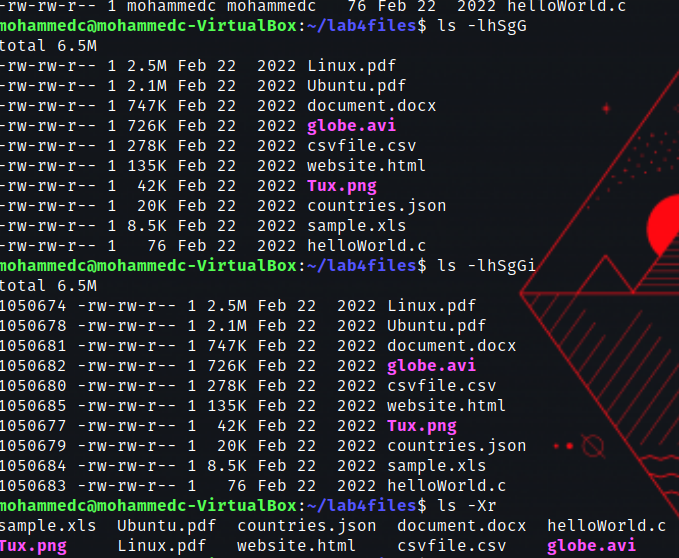 -rw-rw-r-- 1 mohammedc mohammedc   76 Feb 22  2022 helloWorld.c
mohammedc@mohammedc-VirtualBox:~/lab4files$ ls -lhSgG
total 6.5M
-rw-rw-r-- 1 2.5M Feb 22  2022 Linux.pdf
-rw-rw-r-- 1 2.1M Feb 22  2022 Ubuntu.pdf
-rw-rw-r-- 1 747K Feb 22  2022 document.docx
-rw-rw-r-- 1 726K Feb 22  2022 globe.avi
-rw-rw-r-- 1 278K Feb 22  2022 csvfile.csv
-rw-rw-r-- 1 135K Feb 22  2022 website.html
-rw-rw-r-- 1  42K Feb 22  2022 Tux.png
-rw-rw-r-- 1  20K Feb 22  2022 countries.json
-rw-rw-r-- 1 8.5K Feb 22  2022 sample.xls
-rw-rw-r-- 1   76 Feb 22  2022 helloWorld.c
mohammedc@mohammedc-VirtualBox:~/lab4files$ ls -lhSgGi
total 6.5M
1050674 -rw-rw-r-- 1 2.5M Feb 22  2022 Linux.pdf
1050678 -rw-rw-r-- 1 2.1M Feb 22  2022 Ubuntu.pdf
1050681 -rw-rw-r-- 1 747K Feb 22  2022 document.docx
1050682 -rw-rw-r-- 1 726K Feb 22  2022 globe.avi
1050680 -rw-rw-r-- 1 278K Feb 22  2022 csvfile.csv
1050685 -rw-rw-r-- 1 135K Feb 22  2022 website.html
1050677 -rw-rw-r-- 1  42K Feb 22  2022 Tux.png
1050679 -rw-rw-r-- 1  20K Feb 22  2022 countries.json
1050684 -rw-rw-r-- 1 8.5K Feb 22  2022 sample.xls
1050683 -rw-rw-r-- 1   76 Feb 22  2022 helloWorld.c
mohammedc@mohammedc-VirtualBox:~/lab4files$ ls -Xr
sample.xls  Ubuntu.pdf  countries.json  document.docx  helloWorld.c
Tux.png     Linux.pdf   website.html    csvfile.csv    globe.avi